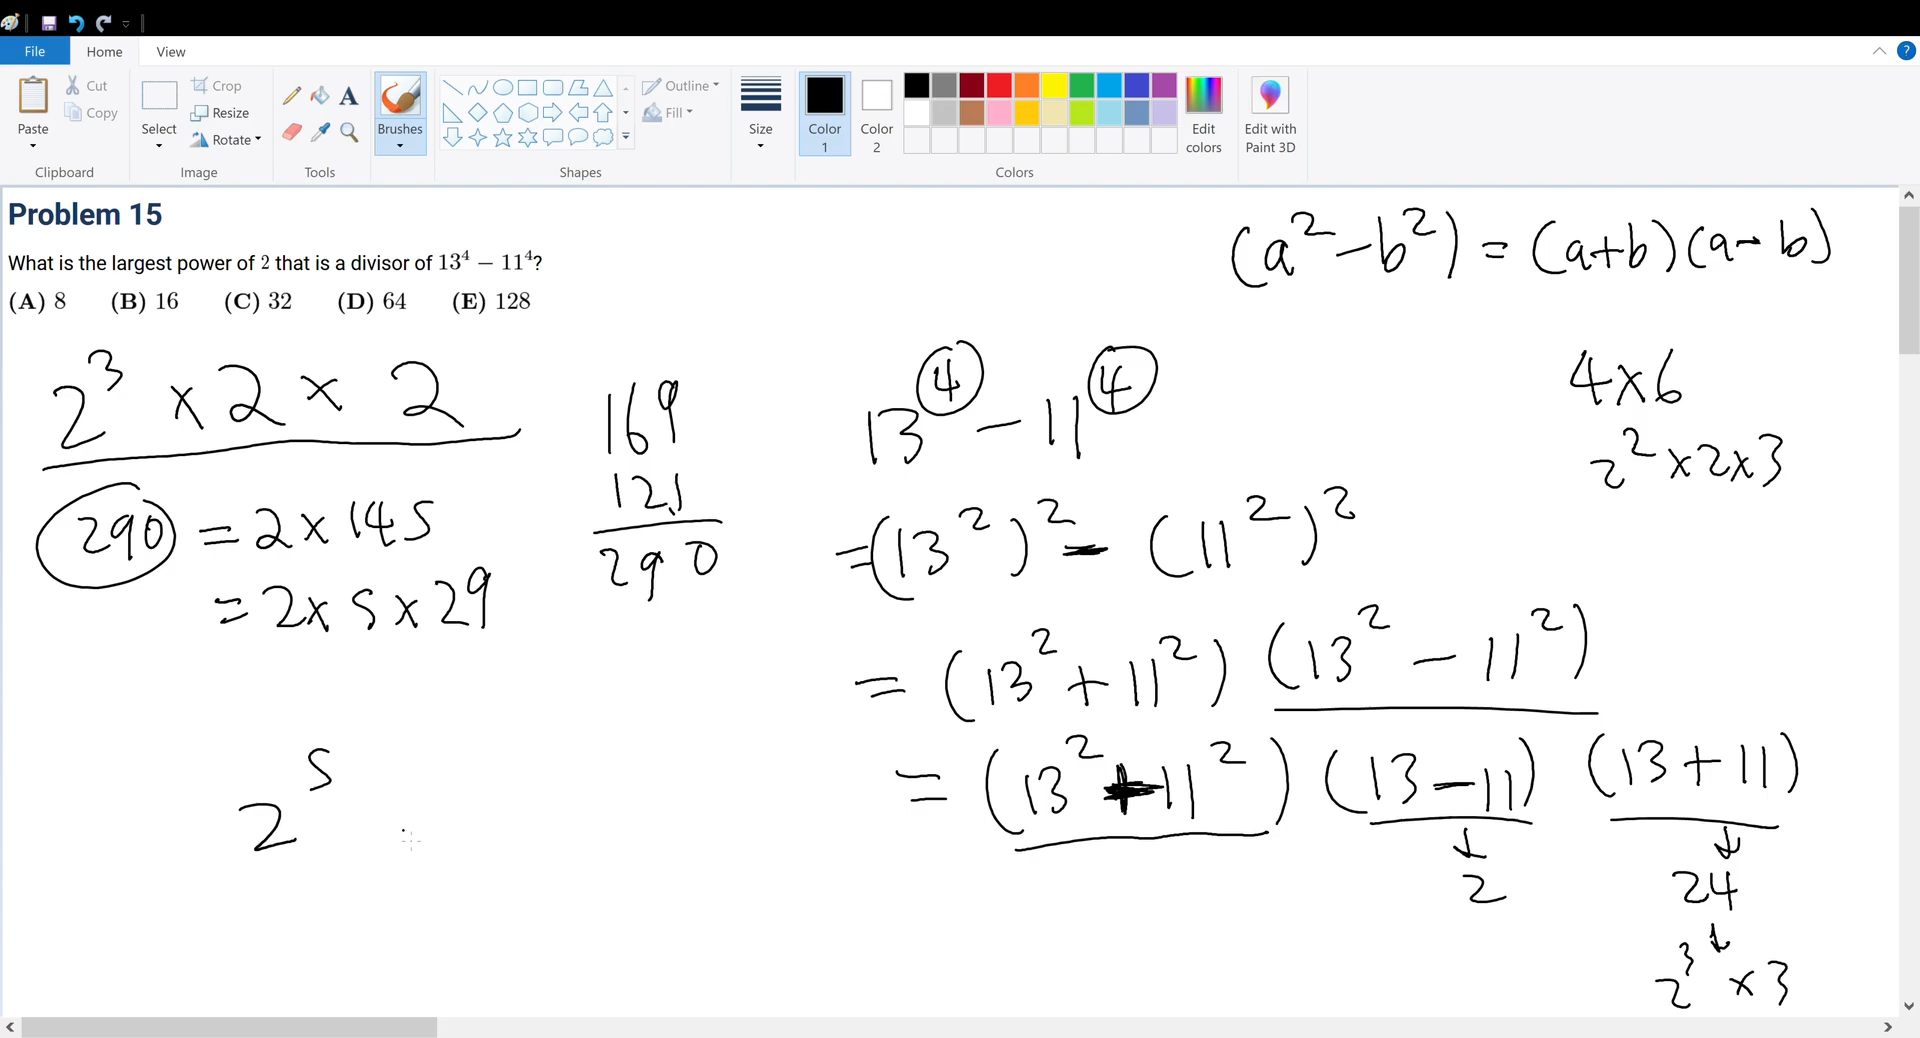 File Home View
Paste Cut Copy Select Crop Resize Rotate Brushes Outline Fill Size Color 1 Color 2 Edit colors Edit with Paint 3D
Clipboard Image Tools Shapes Colors
Problem 15
What is the largest power of 2 that is a divisor of 13⁴ − 11⁴?
(A) 8 (B) 16 (C) 32 (D) 64 (E) 128
(a² − b²) = (a+b)(a − b)
2³ × 2 × 2
290 = 2 × 145
= 2 × 5 × 29
2⁵
169
121
290
13⁴ − 11⁴
= (13²)² − (11²)²
= (13² + 11²) (13² − 11²)
= (13² + 11²) (13 − 11) (13 + 11)
↓
2
↓
24
↓
2³ × 3
4×6
2² × 2 × 3